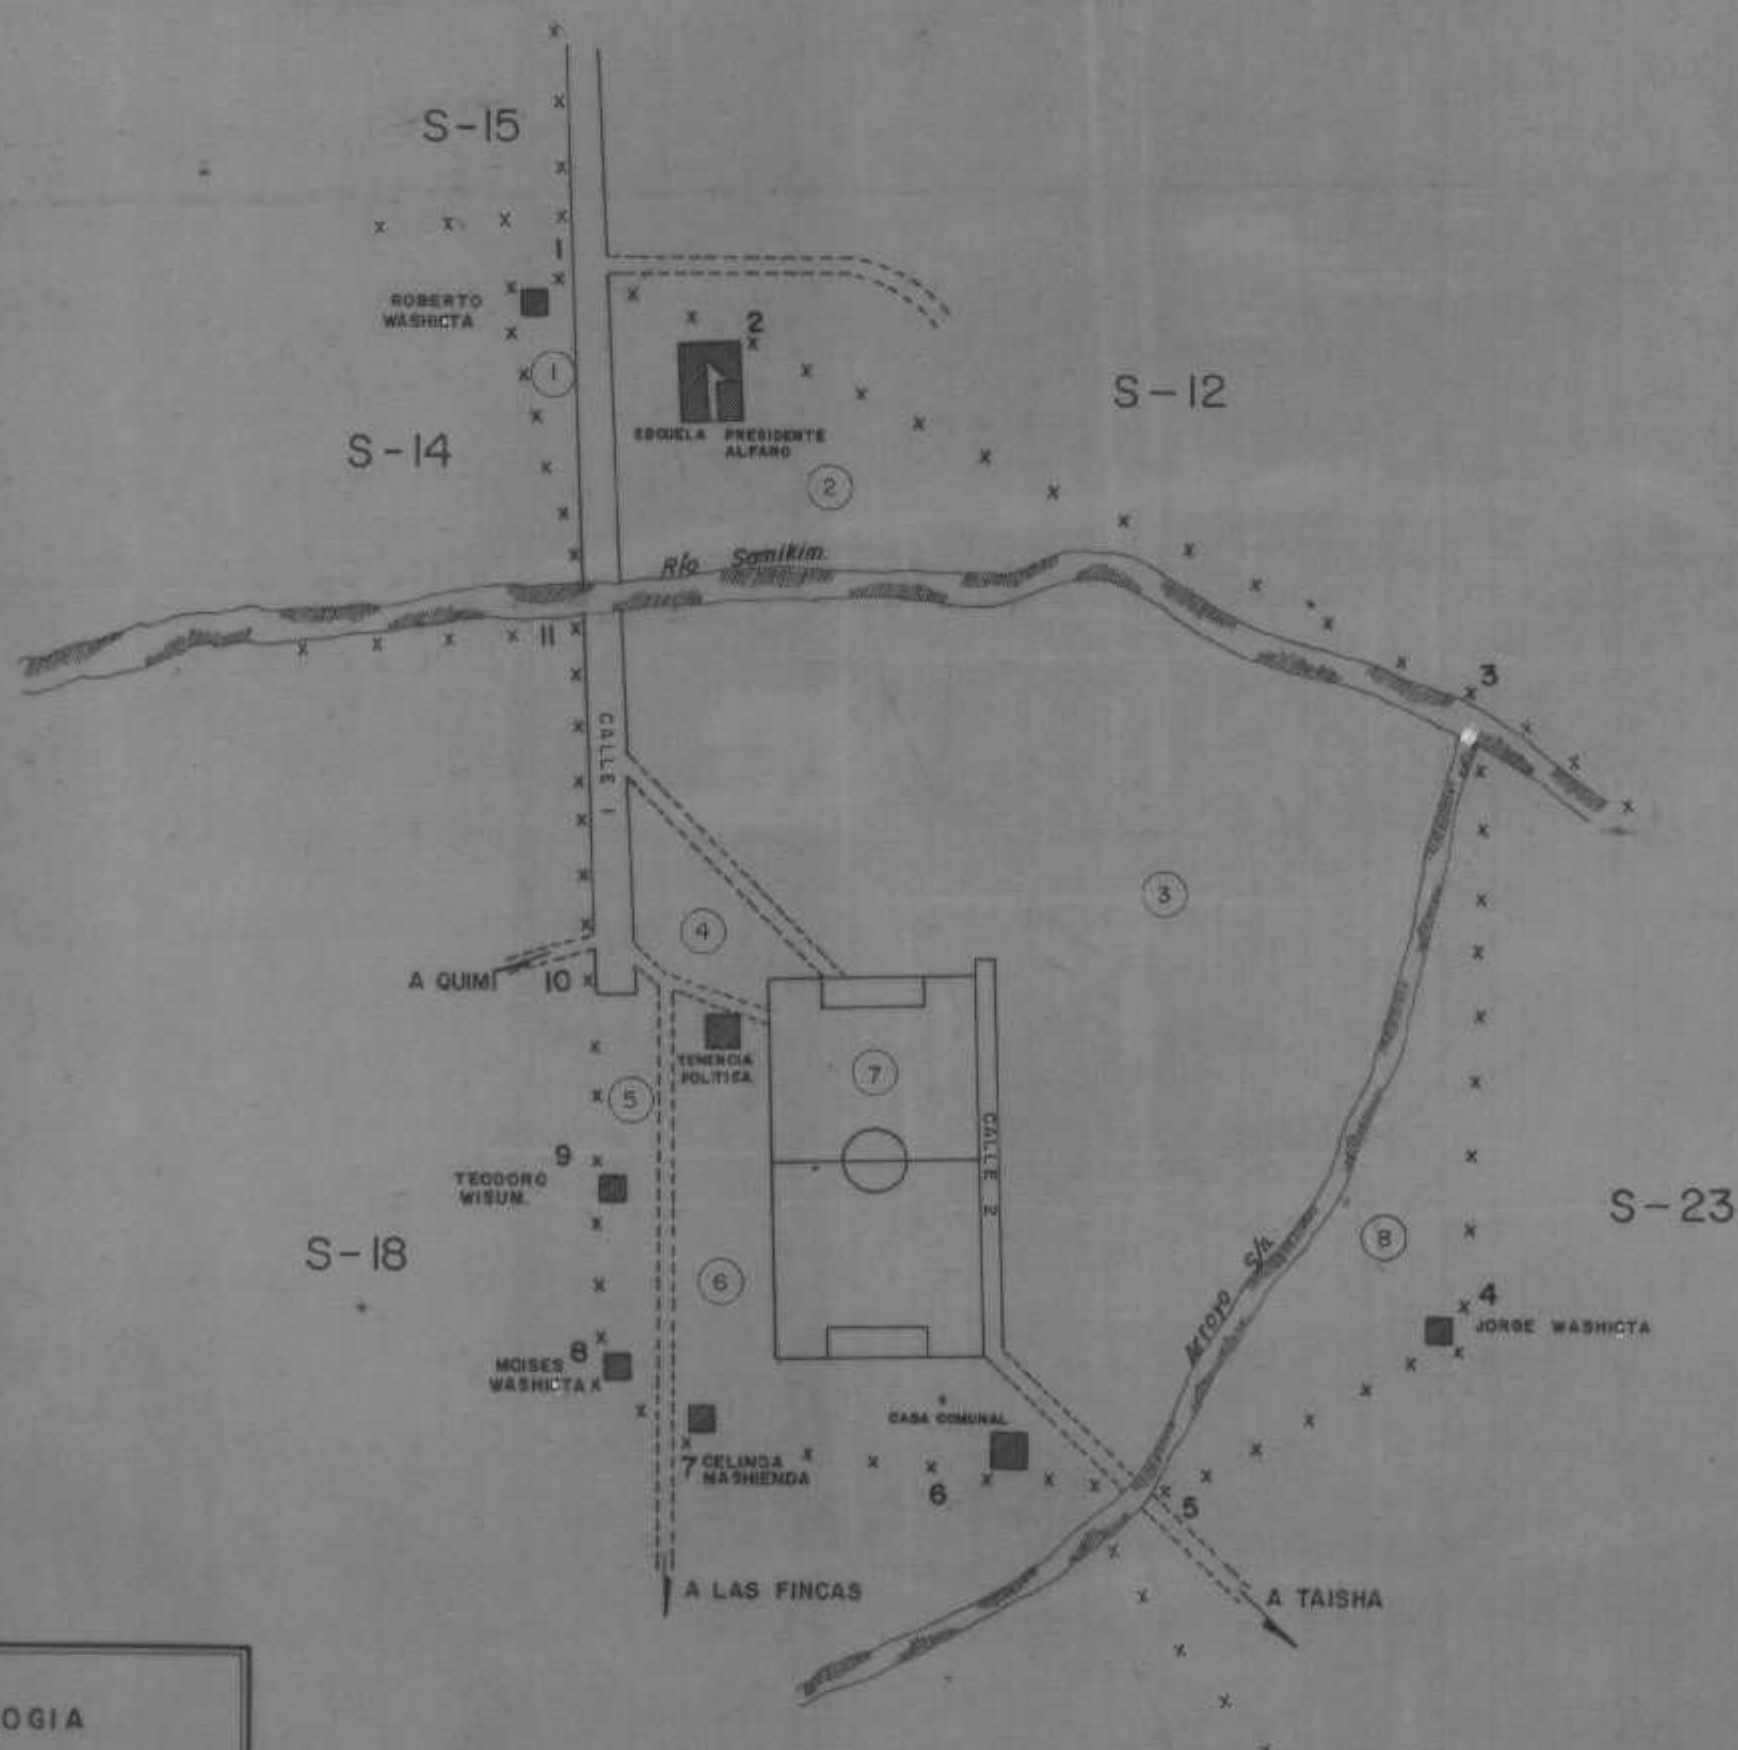 S-15
1
ROBERTO
WASHICTA
2
1
S-12
ESCUELA PRESIDENTE
ALFARO
S-14
2
Río Samikim
11
3
CALLE 1
3
4
A QUIMI
10
TENENCIA
POLITICA
7
5
CALLE 2
9
TEODORO
WISUM.
S-23
S-18
6
8
Arroyo S/n
4
JORGE WASHICTA
8
MOISES
WASHICTA
CASA COMUNAL
7 CELINDA
MASHIENDA
6
5
A LAS FINCAS
A TAISHA
OGIA